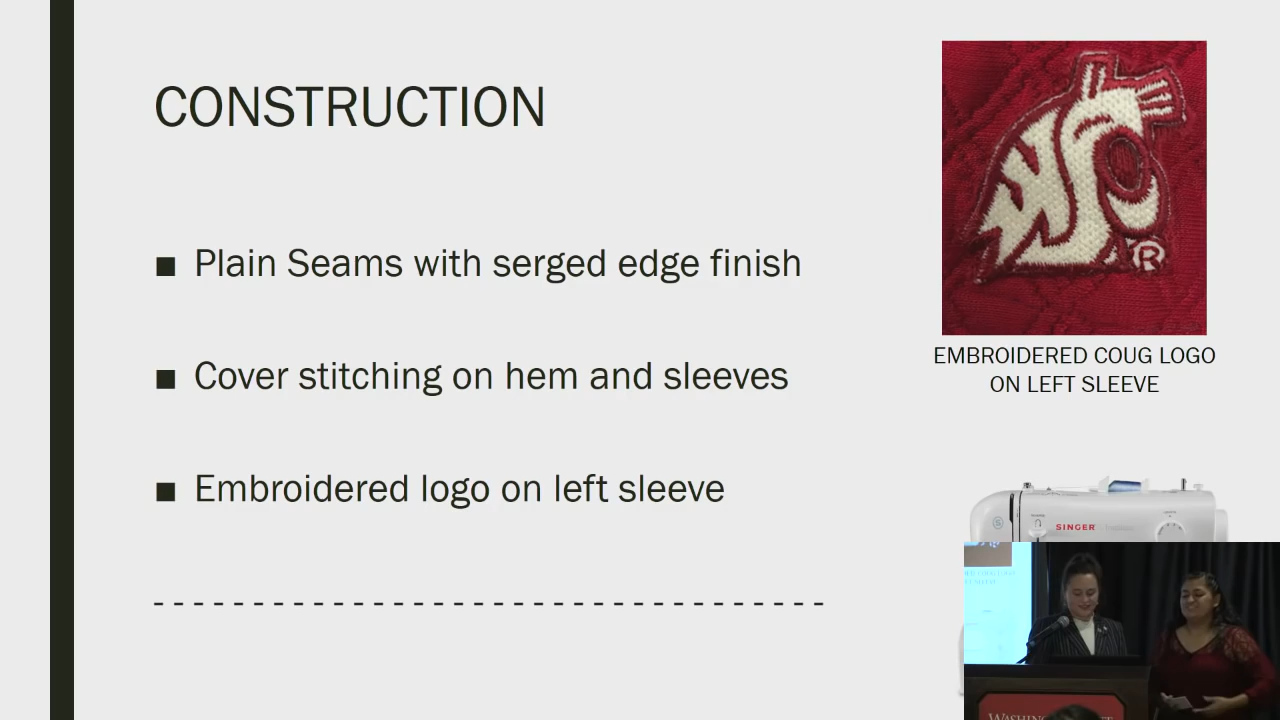 CONSTRUCTION
■ Plain Seams with serged edge finish
■ Cover stitching on hem and sleeves
■ Embroidered logo on left sleeve
- - - - - - - - - - - - - - - - - - - - - - - - - - - - - - - - - -
®
EMBROIDERED COUG LOGO
ON LEFT SLEEVE
SINGER